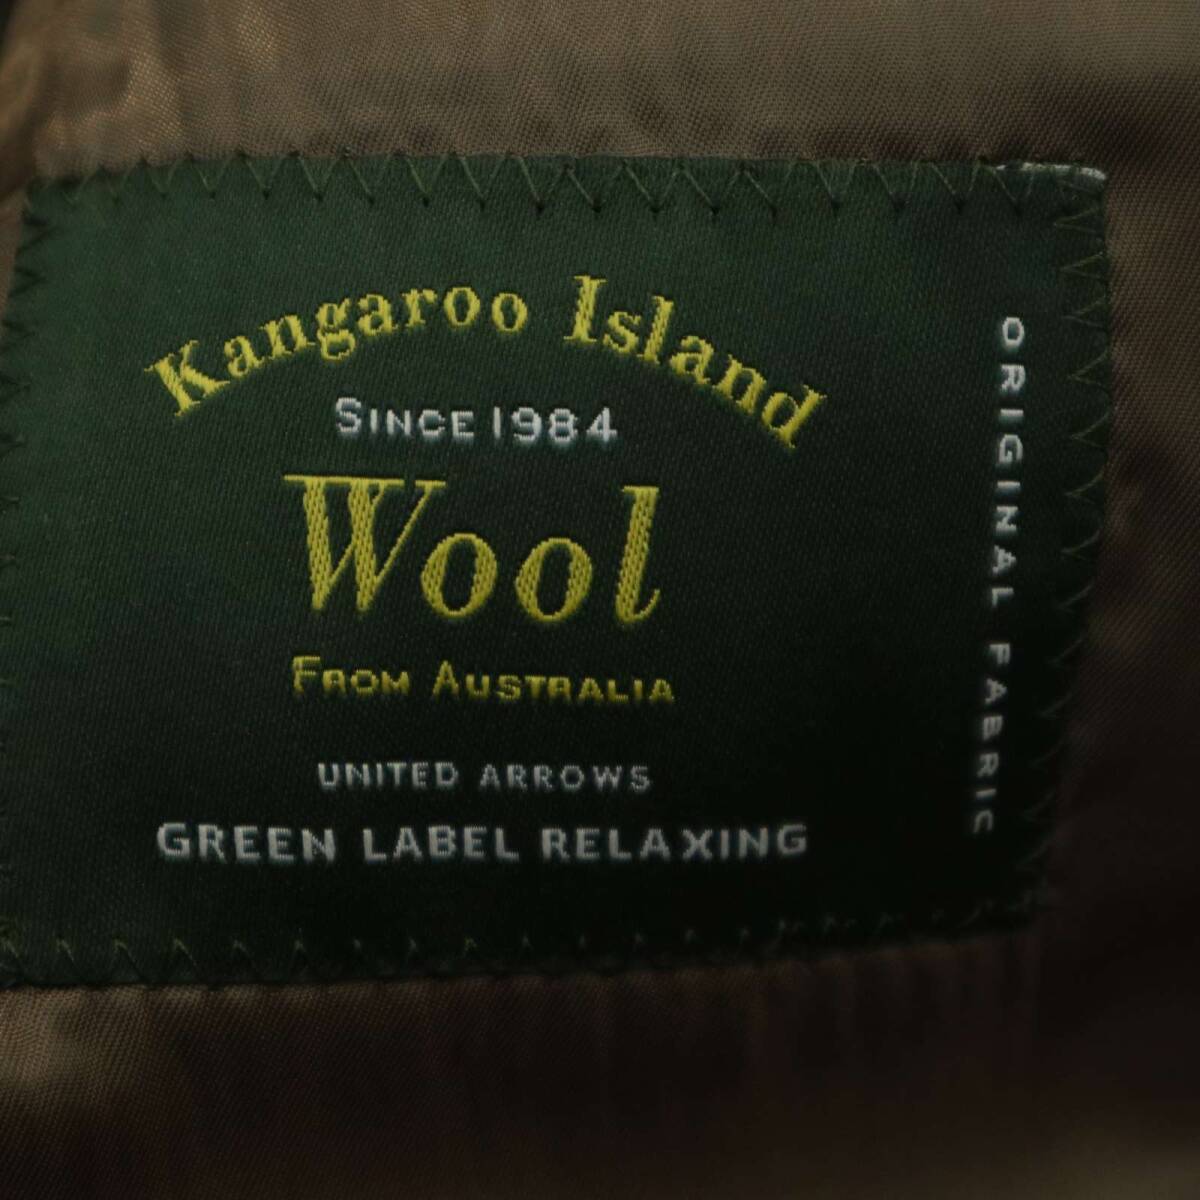 Kangaroo Island
SINCE 1984
Wool
FROM AUSTRALIA
UNITED ARROWS
GREEN LABEL RELAXING
ORIGINAL FABRIC